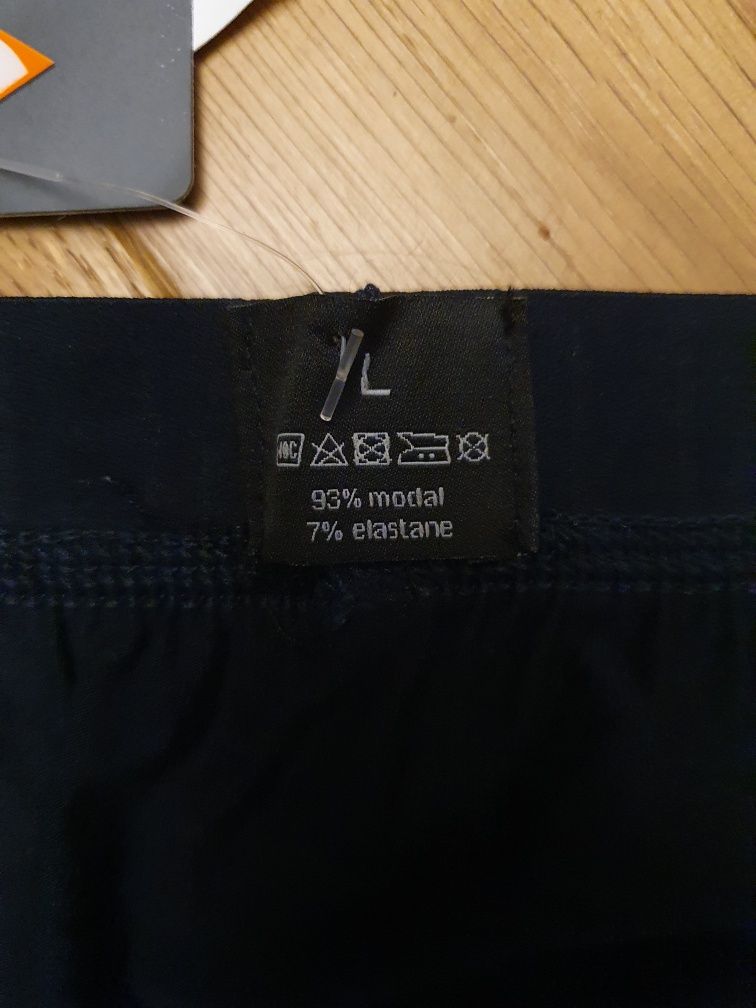 L
93% modal
7% elastane